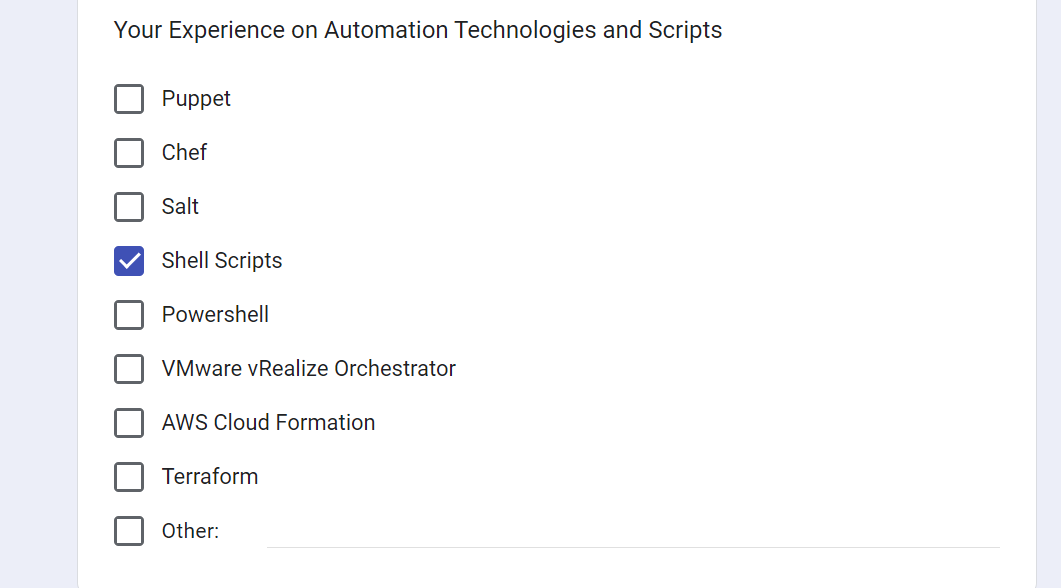 Your Experience on Automation Technologies and Scripts
Puppet
Chef
Salt
Shell Scripts
Powershell
VMware vRealize Orchestrator
AWS Cloud Formation
Terraform
Other: